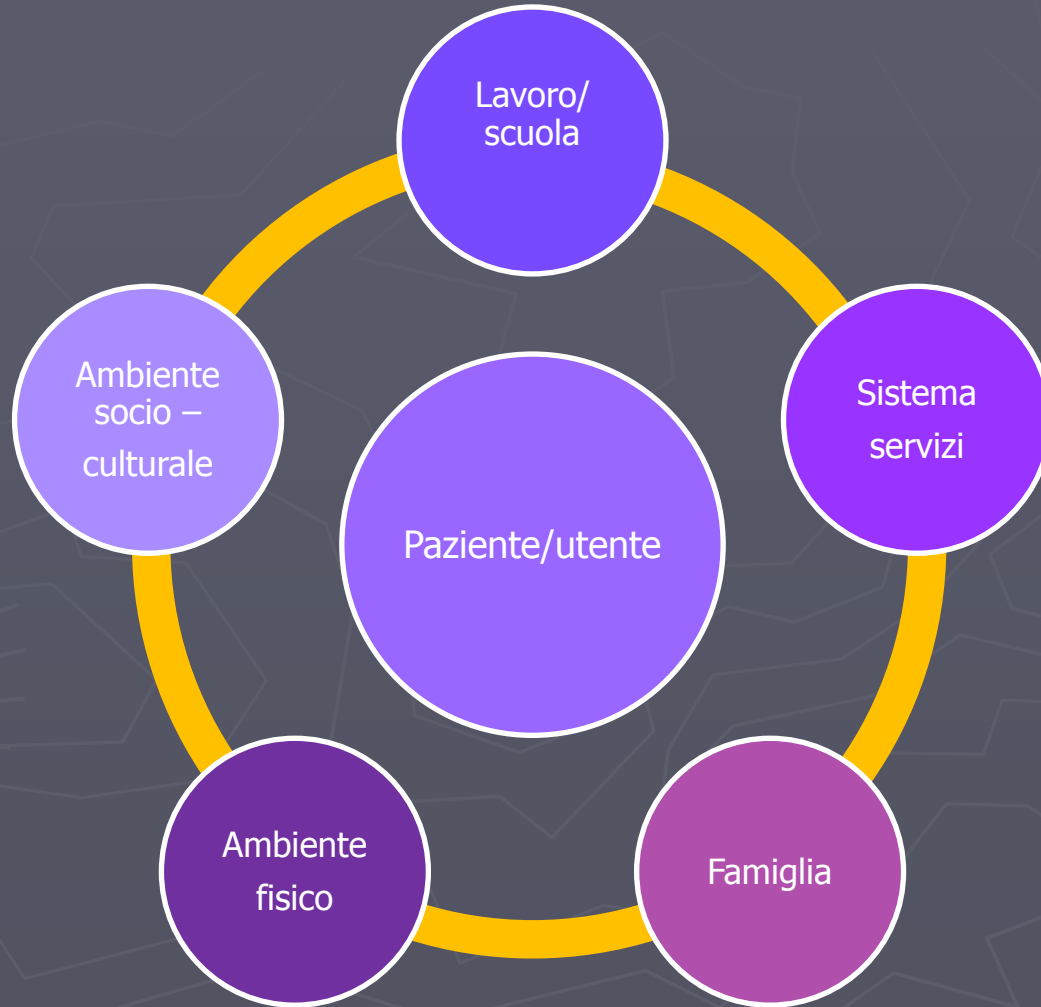 Lavoro/
scuola
Ambiente
socio –
culturale
Sistema
servizi
Paziente/utente
Ambiente
fisico
Famiglia